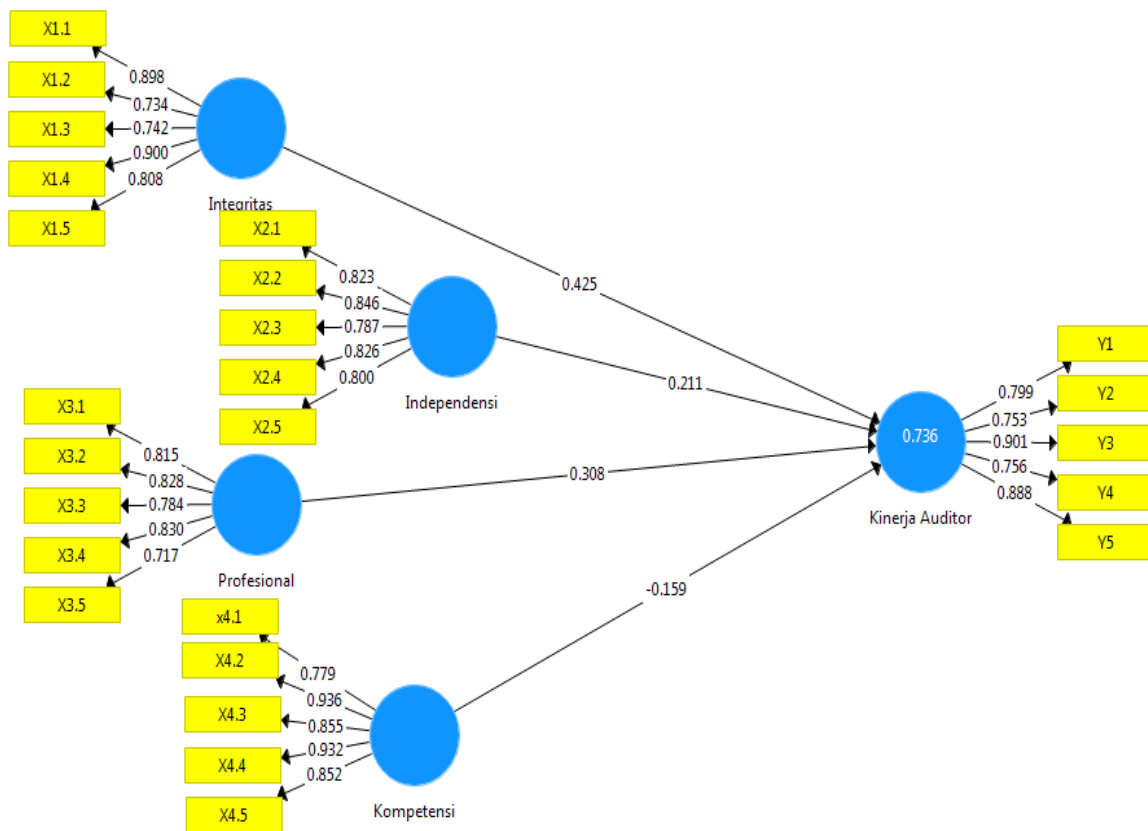 X1.1
X1.2
X1.3
X1.4
X1.5
0.898
0.734
0.742
0.900
0.808
Integritas
X2.1
X2.2
X2.3
X2.4
X2.5
0.823
0.846
0.787
0.826
0.800
Independensi
X3.1
X3.2
X3.3
X3.4
X3.5
0.815
0.828
0.784
0.830
0.717
Profesional
x4.1
X4.2
X4.3
X4.4
X4.5
0.779
0.936
0.855
0.932
0.852
Kompetensi
0.425
0.211
0.308
-0.159
0.736
Kinerja Auditor
0.799
0.753
0.901
0.756
0.888
Y1
Y2
Y3
Y4
Y5